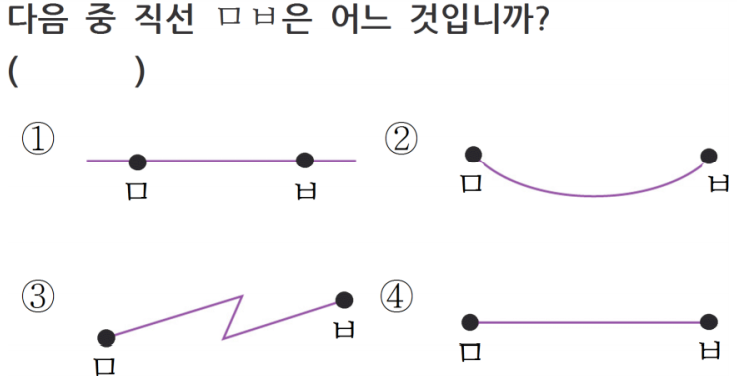 다음 중 직선 ㅁㅂ은 어느 것입니까?
(          )
① ㅁ ㅂ
② ㅁ ㅂ
③ ㅁ ㅂ
④ ㅁ ㅂ